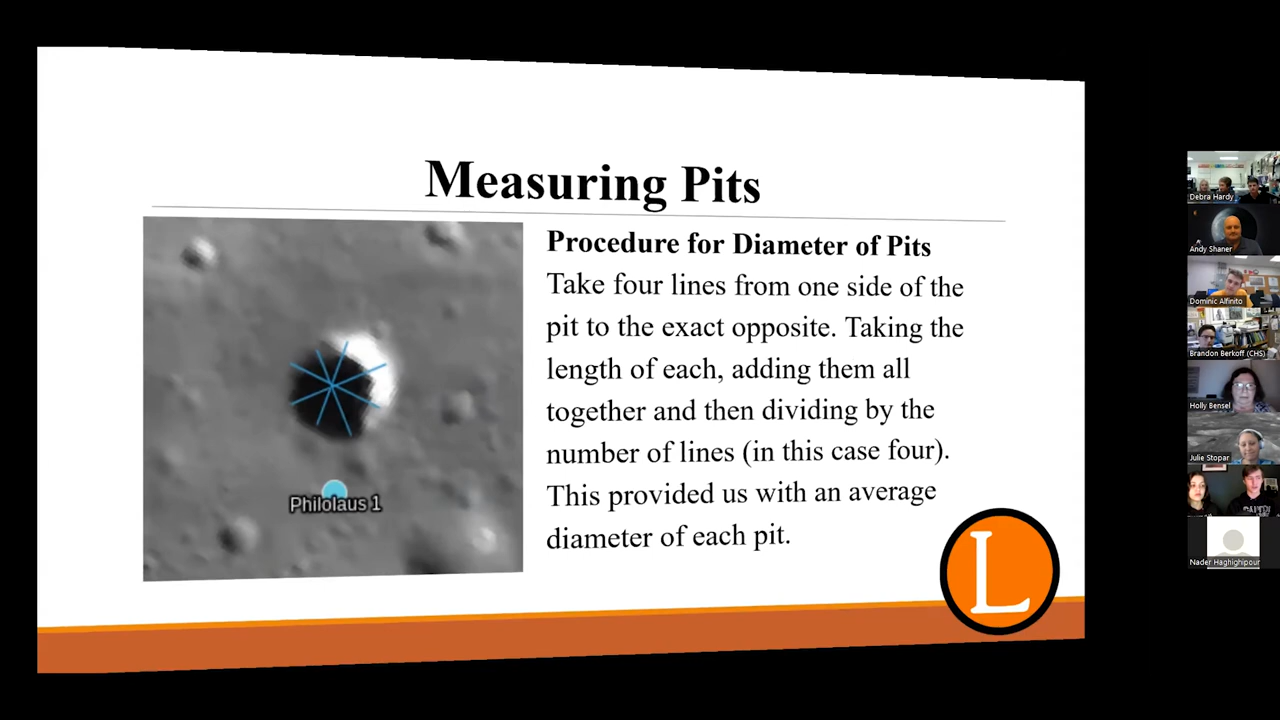 Measuring Pits
Procedure for Diameter of Pits
Take four lines from one side of the
pit to the exact opposite. Taking the
length of each, adding them all
together and then dividing by the
number of lines (in this case four).
This provided us with an average
diameter of each pit.
Philolaus 1
L
Debra Hardy
Andy Shaner
Dominic Alfinito
Brandon Berkoff (CHS)
Holly Bensel
Julie Stopar
Nader Haghighipour